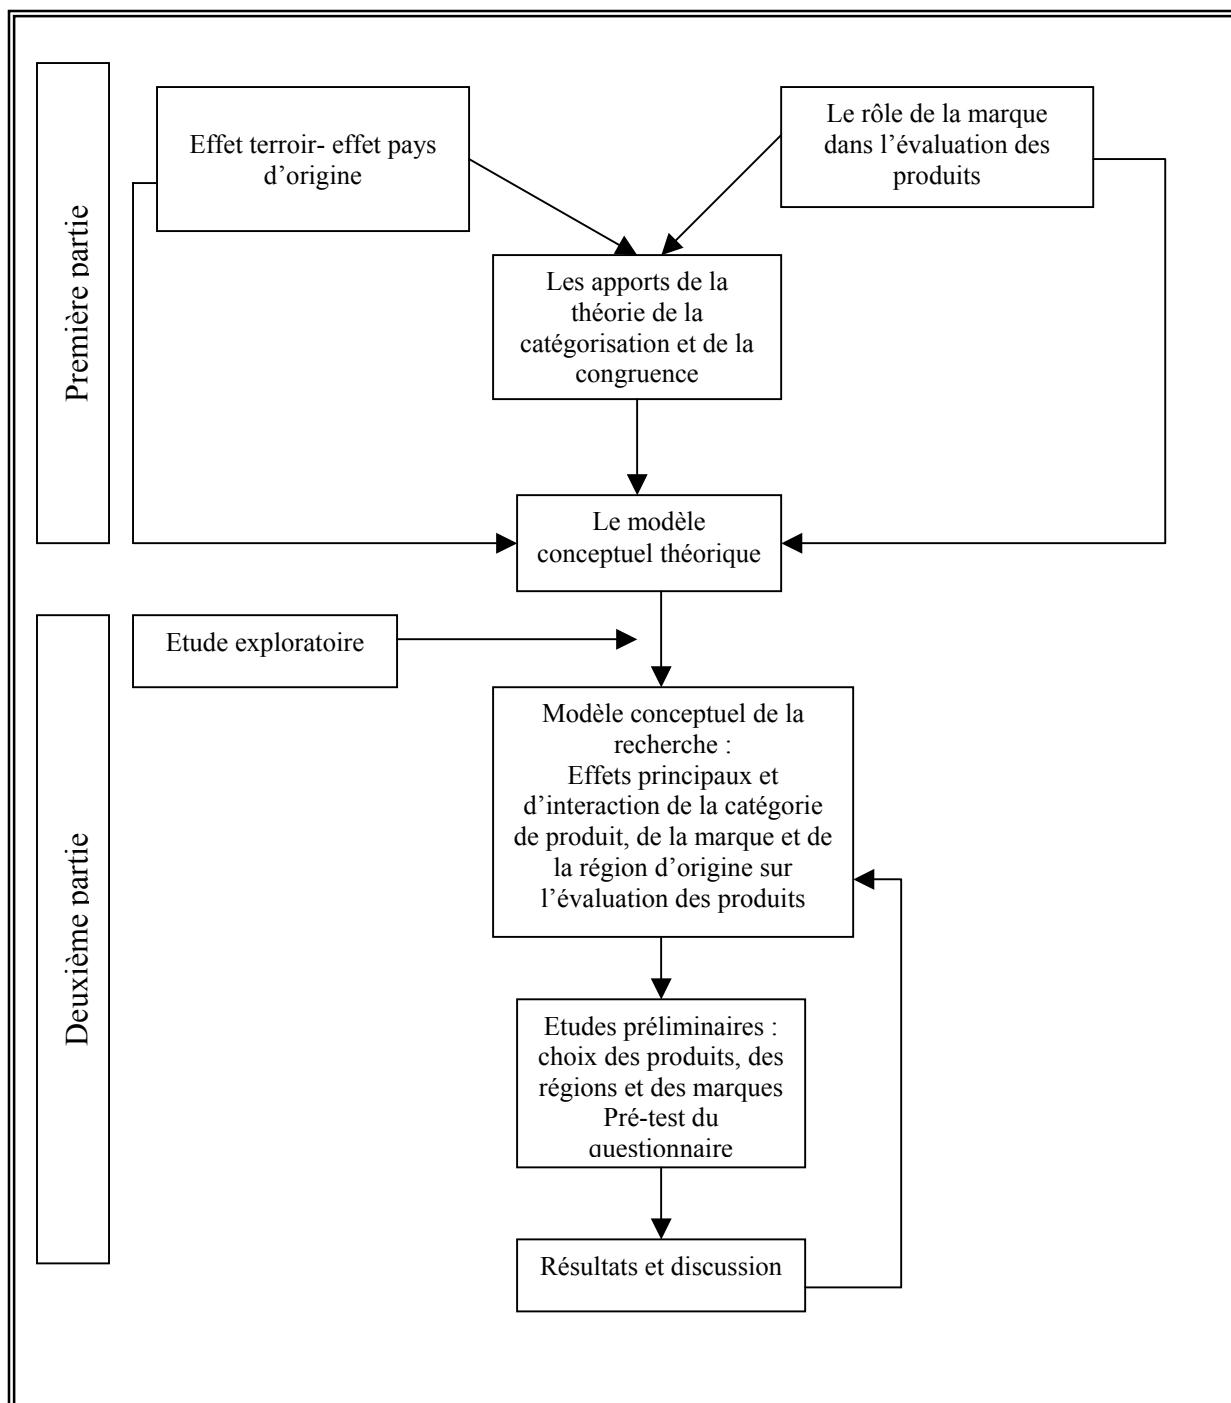 Première partie
Effet terroir- effet pays
d’origine
Le rôle de la marque
dans l’évaluation des
produits
Les apports de la
théorie de la
catégorisation et de la
congruence
Le modèle
conceptuel théorique
Deuxième partie
Etude exploratoire
Modèle conceptuel de la
recherche :
Effets principaux et
d’interaction de la catégorie
de produit, de la marque et de
la région d’origine sur
l’évaluation des produits
Etudes préliminaires :
choix des produits, des
régions et des marques
Pré-test du
questionnaire
Résultats et discussion